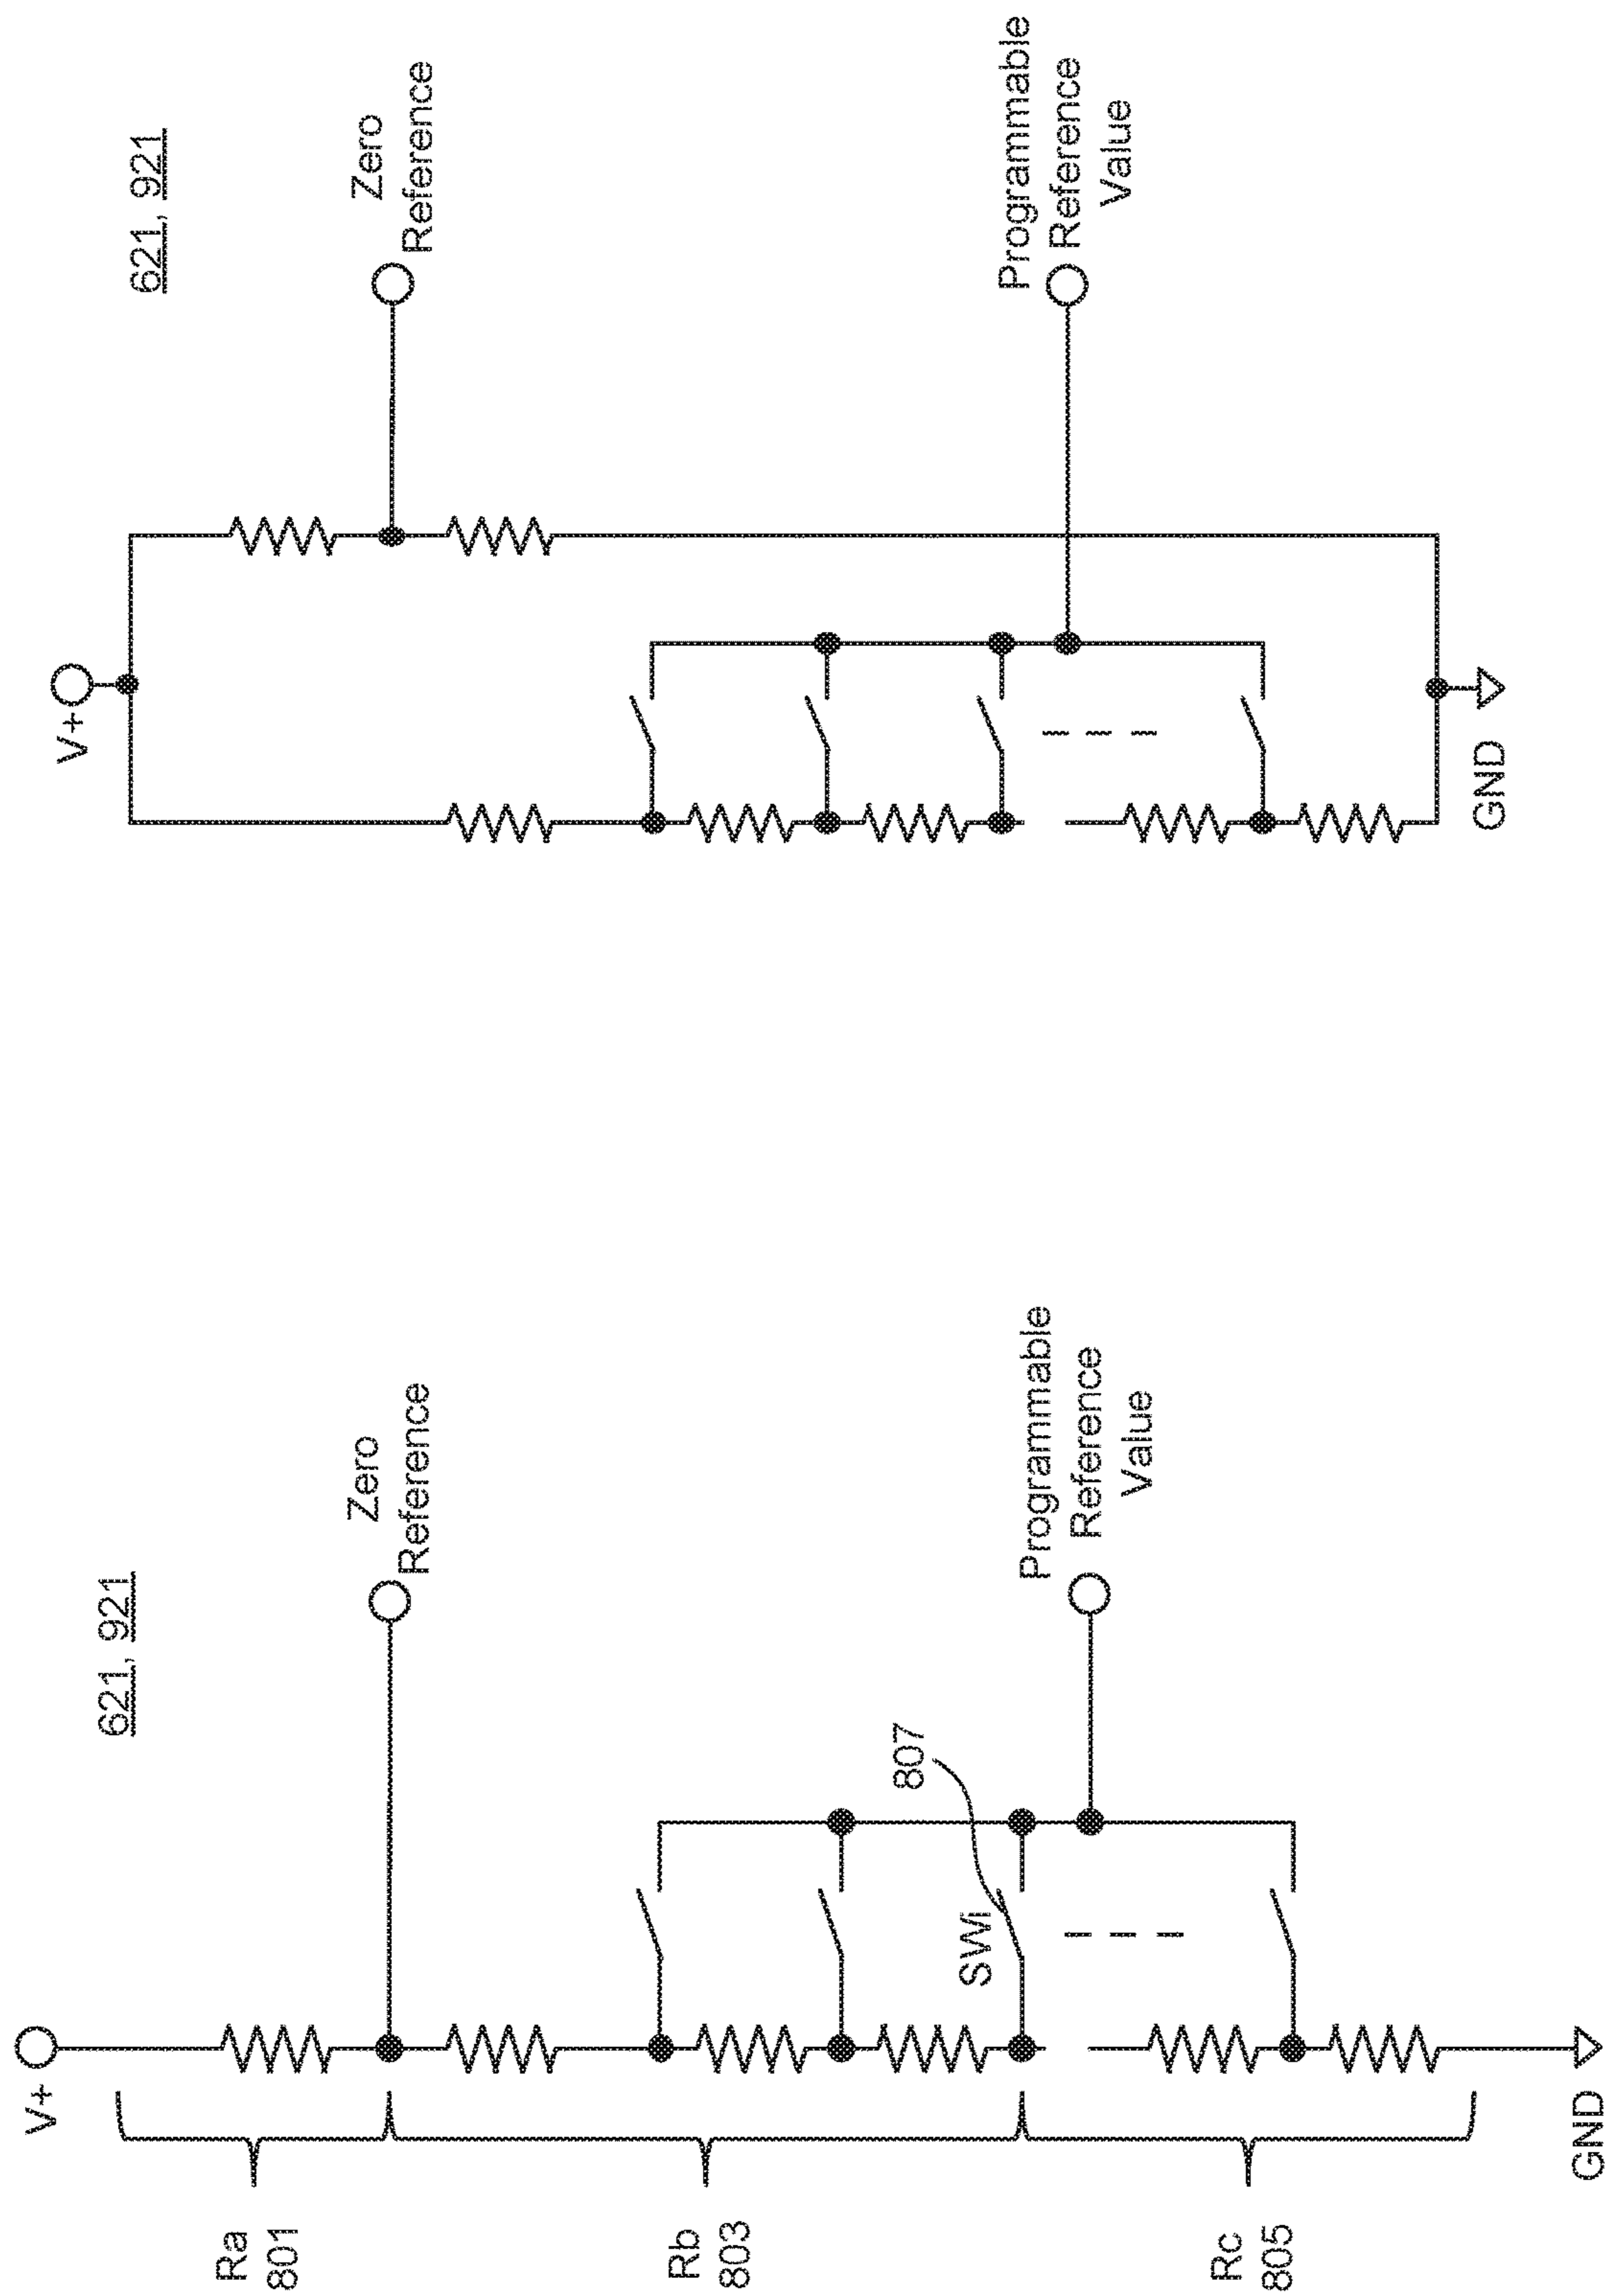 621, 921
V+
Zero
Reference
Ra
801
Rb
803
SWi
807
Programmable
Reference
Value
Rc
805
GND
621, 921
V+
Zero
Reference
Programmable
Reference
Value
GND